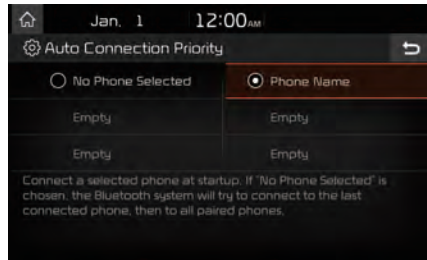 Jan. 1 12:00 AM
Auto Connection Priority
No Phone Selected Phone Name
Empty Empty
Empty Empty
Connect a selected phone at startup. If "No Phone Selected" is
chosen, the Bluetooth system will try to connect to the last
connected phone, then to all paired phones.